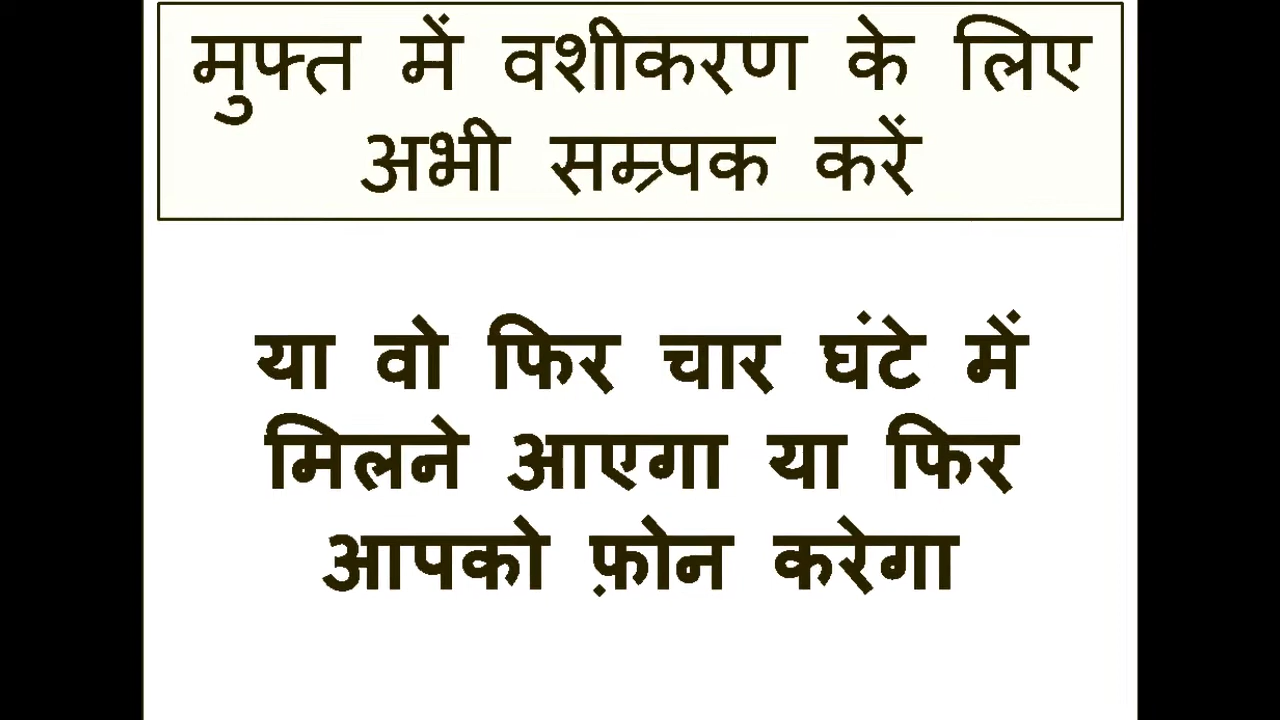 मुफ्त में वशीकरण के लिए
अभी सम्र्पक करें
या वो फिर चार घंटे में
मिलने आएगा या फिर
आपको फ़ोन करेगा